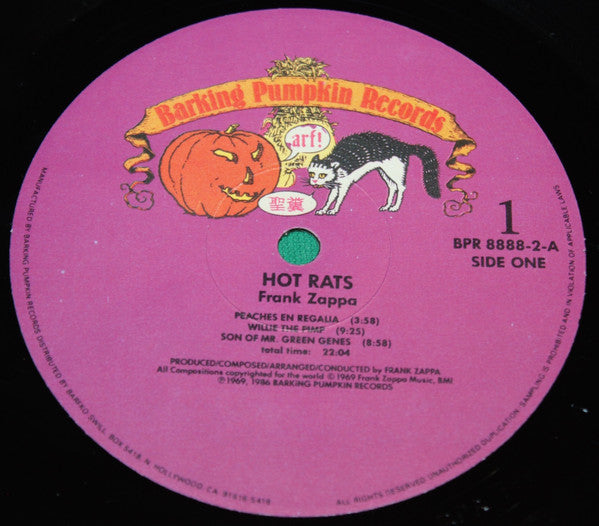 Barking Pumpkin Records
arf!
聖糞
1
BPR 8888-2-A
SIDE ONE
HOT RATS
Frank Zappa
PEACHES EN REGALIA (3:58)
WILLIE THE PIMP (9:25)
SON OF MR. GREEN GENES (8:58)
total time: 22:04
PRODUCED/COMPOSED/ARRANGED/CONDUCTED by FRANK ZAPPA
All Compositions copyrighted for the world © 1969 Frank Zappa Music, BMI
℗1969, 1986 BARKING PUMPKIN RECORDS
MANUFACTURED BY BARKING PUMPKIN RECORDS DISTRIBUTED BY BARFKO-SWILL, BOX 5418, N. HOLLYWOOD, CA 91616-5418
ALL RIGHTS RESERVED. UNAUTHORIZED DUPLICATION/SAMPLING IS PROHIBITED AND IS IN VIOLATION OF APPLICABLE LAWS